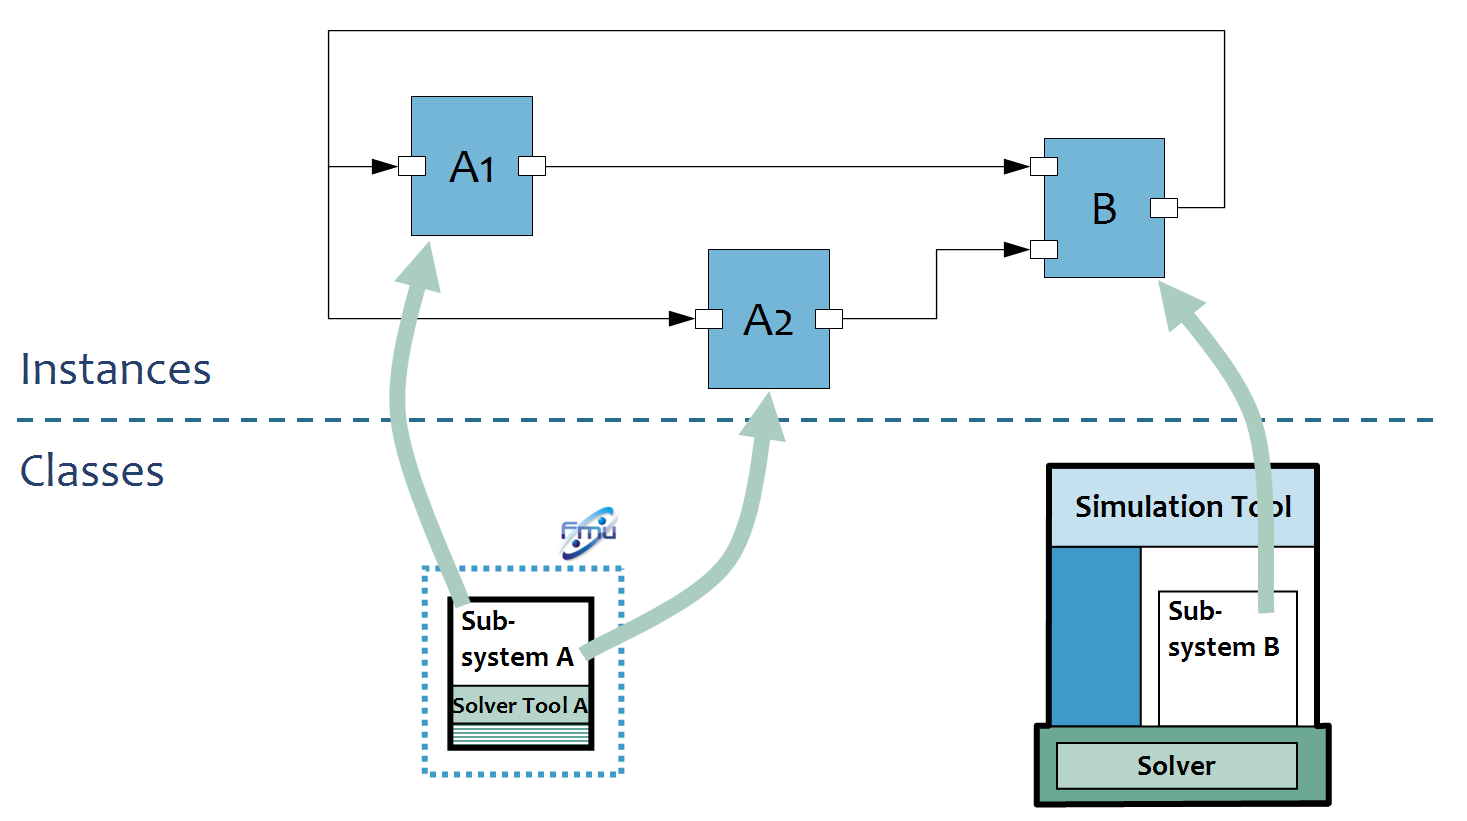 A1
B
A2
Instances
Classes
Simulation Tool
fmu
Sub-
system A
Solver Tool A
Sub-
system B
Solver